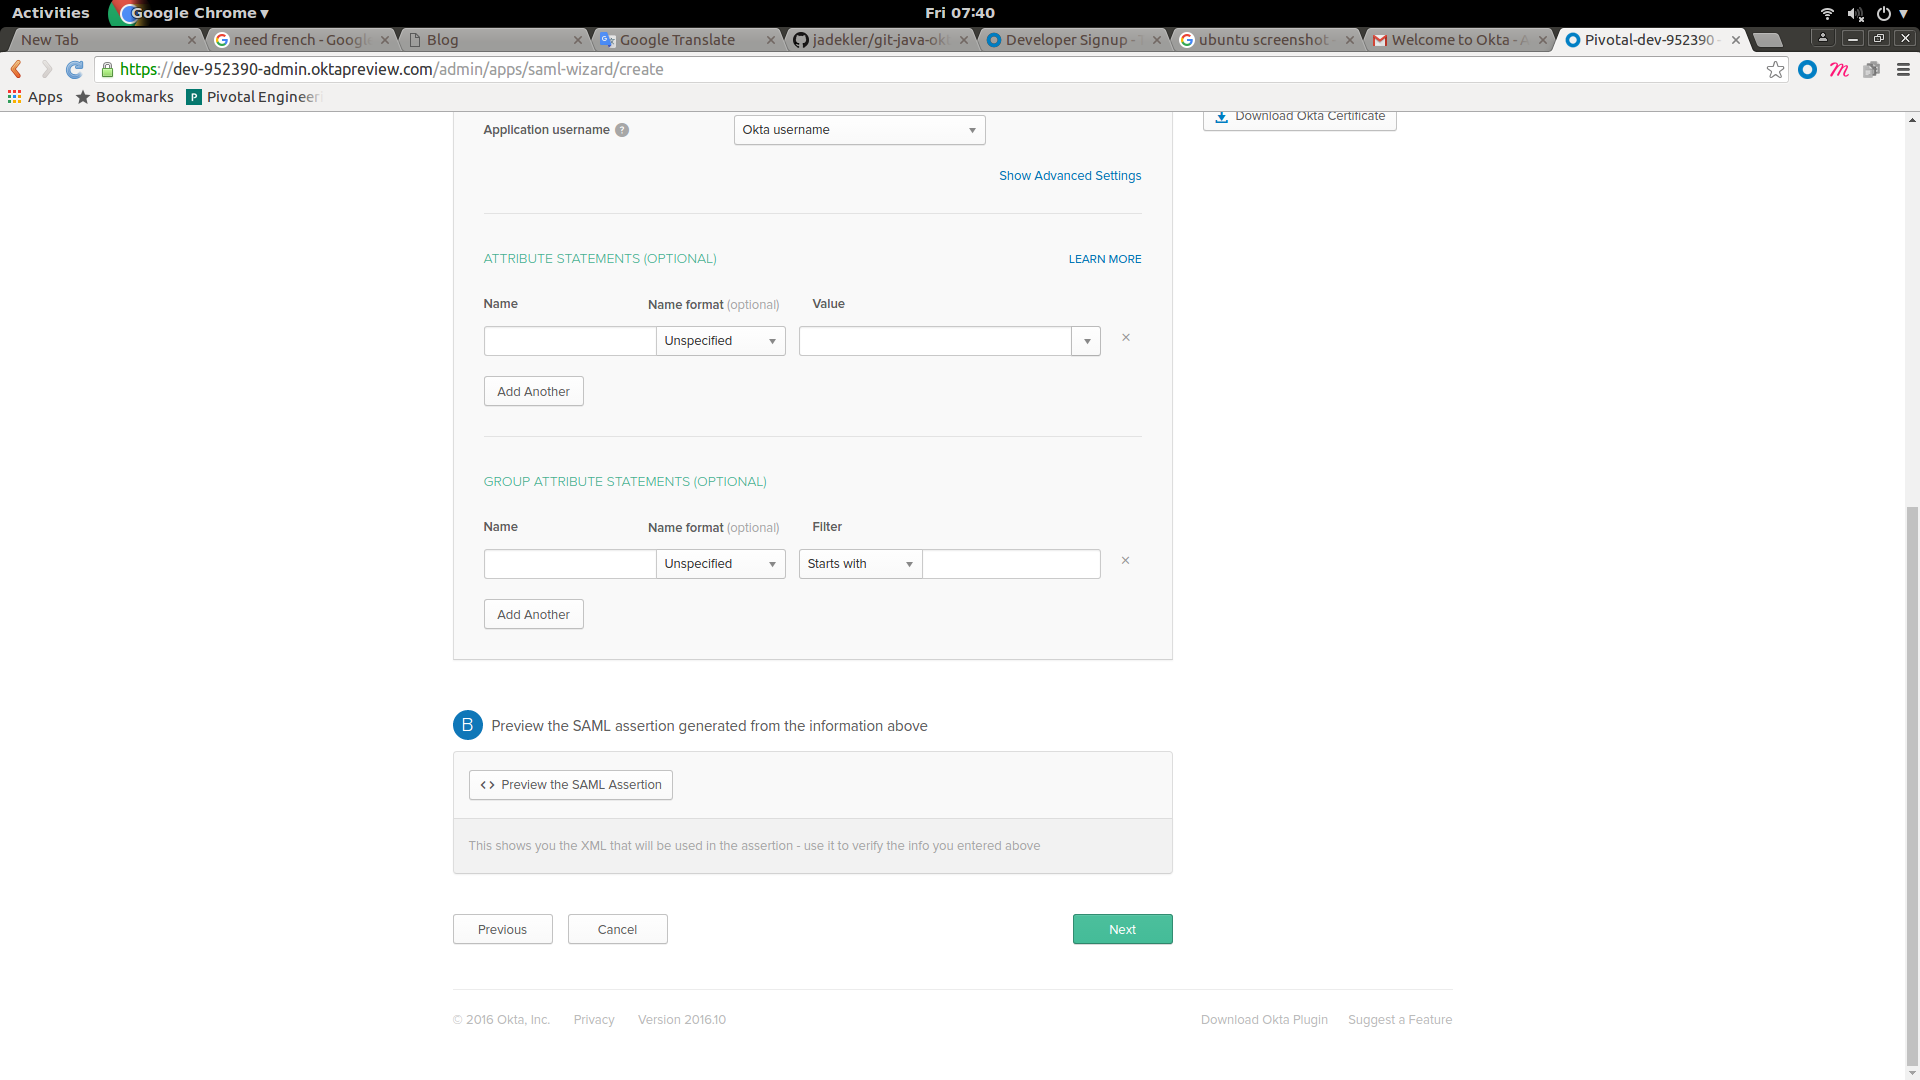 Activities Google Chrome ▾ Fri 07:40
New Tab need french - Googl Blog Google Translate jadekler/git-java-okt Developer Signup - ubuntu screenshot Welcome to Okta - Pivotal-dev-952390 -
https://dev-952390-admin.oktapreview.com/admin/apps/saml-wizard/create
Apps Bookmarks Pivotal Engineeri
Application username ? Okta username
Download Okta Certificate
Show Advanced Settings
ATTRIBUTE STATEMENTS (OPTIONAL) LEARN MORE
Name Name format (optional) Value
Unspecified
Add Another
GROUP ATTRIBUTE STATEMENTS (OPTIONAL)
Name Name format (optional) Filter
Unspecified Starts with
Add Another
B Preview the SAML assertion generated from the information above
<> Preview the SAML Assertion
This shows you the XML that will be used in the assertion - use it to verify the info you entered above
Previous Cancel Next
© 2016 Okta, Inc. Privacy Version 2016.10 Download Okta Plugin Suggest a Feature